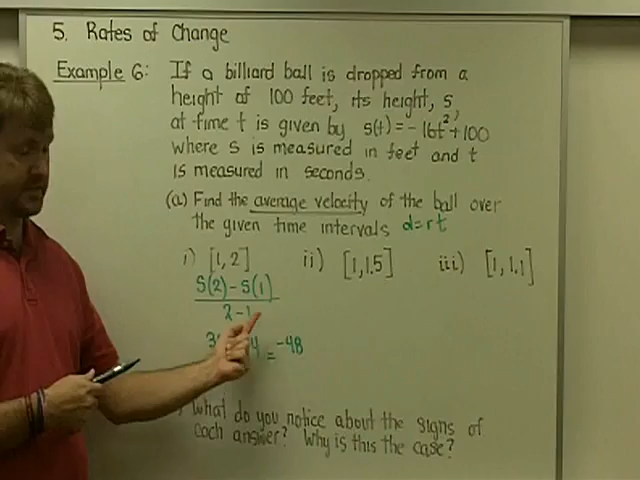 5. Rates of Change
Example 6: If a billiard ball is dropped from a
height of 100 feet, its height, s,
at time t is given by s(t) = -16t²+100
where s is measured in feet and t
is measured in seconds.
(a) Find the average velocity of the ball over
the given time intervals d=rt
i) [1,2] ii) [1,1.5] iii) [1,1.1]
S(2) - S(1)
2-1
= -48
What do you notice about the signs of
each answer? Why is this the case?